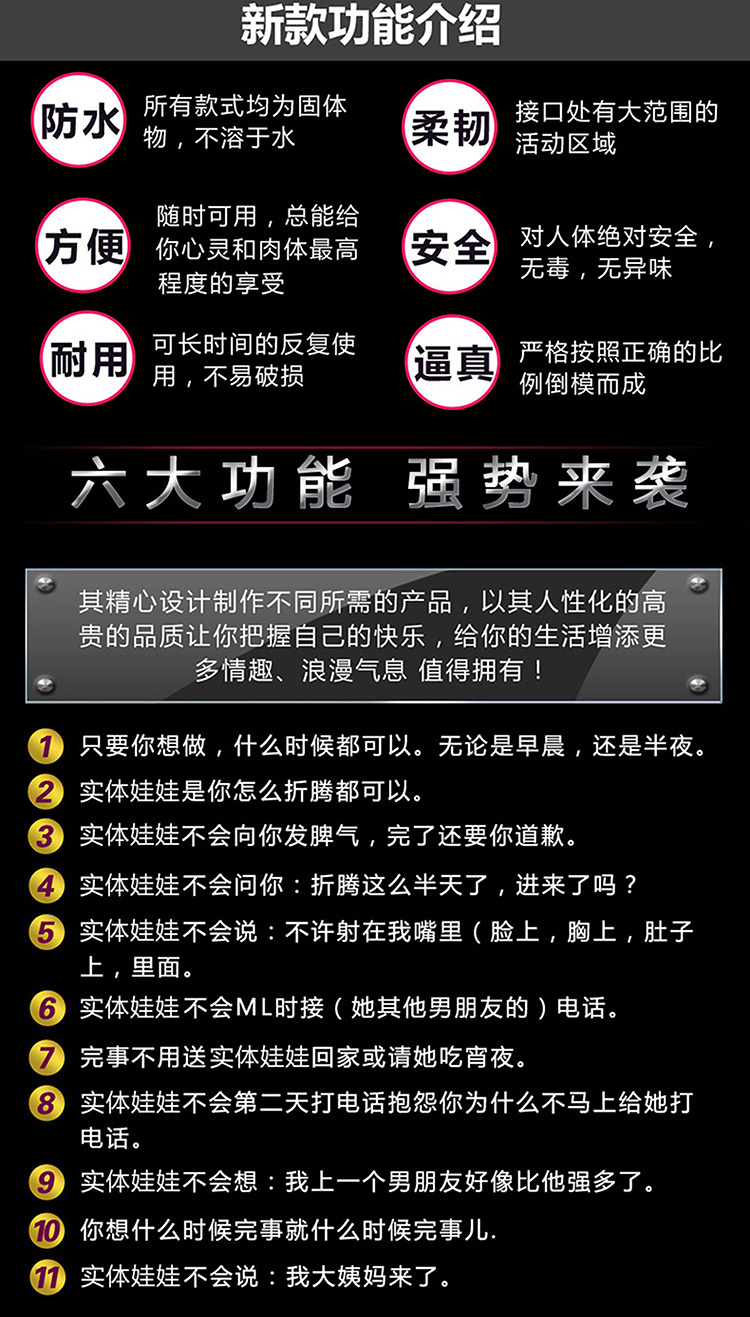 新款功能介绍
防水
所有款式均为固体
物，不溶于水
柔韧
接口处有大范围的
活动区域
方便
随时可用，总能给
你心灵和肉体最高
程度的享受
安全
对人体绝对安全，
无毒，无异味
耐用
可长时间的反复使
用，不易破损
逼真
严格按照正确的比
例倒模而成
六大功能 强势来袭
其精心设计制作不同所需的产品，以其人性化的高
贵的品质让你把握自己的快乐，给你的生活增添更
多情趣、浪漫气息 值得拥有！
1 只要你想做，什么时候都可以。无论是早晨，还是半夜。
2 实体娃娃是你怎么折腾都可以。
3 实体娃娃不会向你发脾气，完了还要你道歉。
4 实体娃娃不会问你：折腾这么半天了，进来了吗？
5 实体娃娃不会说：不许射在我嘴里（脸上，胸上，肚子
上，里面。
6 实体娃娃不会ML时接（她其他男朋友的）电话。
7 完事不用送实体娃娃回家或请她吃宵夜。
8 实体娃娃不会第二天打电话抱怨你为什么不马上给她打
电话。
9 实体娃娃不会想：我上一个男朋友好像比他强多了。
10 你想什么时候完事就什么时候完事儿.
11 实体娃娃不会说：我大姨妈来了。